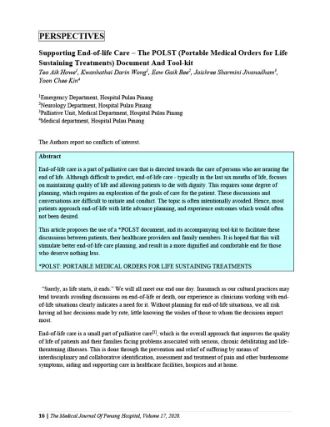 PERSPECTIVES
Supporting End-of-life Care – The POLST (Portable Medical Orders for Life
Sustaining Treatments) Document And Tool-kit
Teo Aik Howe¹, Kwanhathai Darin Wong², Eow Gaik Bee², Jaishree Sharmini Jivanadham³,
Yoon Chee Kin⁴
¹Emergency Department, Hospital Pulau Pinang
²Neurology Department, Hospital Pulau Pinang
³Palliative Unit, Medical Department, Hospital Pulau Pinang
⁴Medical department, Hospital Pulau Pinang
The Authors report no conflicts of interest.
Abstract
End-of-life care is a part of palliative care that is directed towards the care of persons who are nearing the
end of life. Although difficult to predict, end-of-life care - typically in the last six months of life, focuses
on maintaining quality of life and allowing patients to die with dignity. This requires some degree of
planning, which requires an exploration of the goals of care for the patient. These discussions and
conversations are difficult to initiate and conduct. The topic is often intentionally avoided. Hence, most
patients approach end-of-life with little advance planning, and experience outcomes which would often
not been desired.
This article proposes the use of a *POLST document, and its accompanying tool-kit to facilitate these
discussions between patients, their healthcare providers and family members. It is hoped that this will
stimulate better end-of-life care planning, and result in a more dignified and comfortable end for those
who deserve nothing less.
*POLST: PORTABLE MEDICAL ORDERS FOR LIFE SUSTAINING TREATMENTS
"Surely, as life starts, it ends." We will all meet our end one day. Inasmuch as our cultural practices may
tend towards avoiding discussions on end-of-life or death, our experience as clinicians working with end-
of-life situations clearly indicates a need for it. Without planning for end-of-life situations, we all risk
having ad hoc decisions made by rote, little knowing the wishes of those to whom the decisions impact
most.
End-of-life care is a small part of palliative care[1], which is the overall approach that improves the quality
of life of patients and their families facing problems associated with serious, chronic debilitating and life-
threatening illnesses. This is done through the prevention and relief of suffering by means of
interdisciplinary and collaborative identification, assessment and treatment of pain and other burdensome
symptoms, aiding and supporting care in healthcare facilities, hospices and at home.
16 | The Medical Journal Of Penang Hospital, Volume 17, 2020.